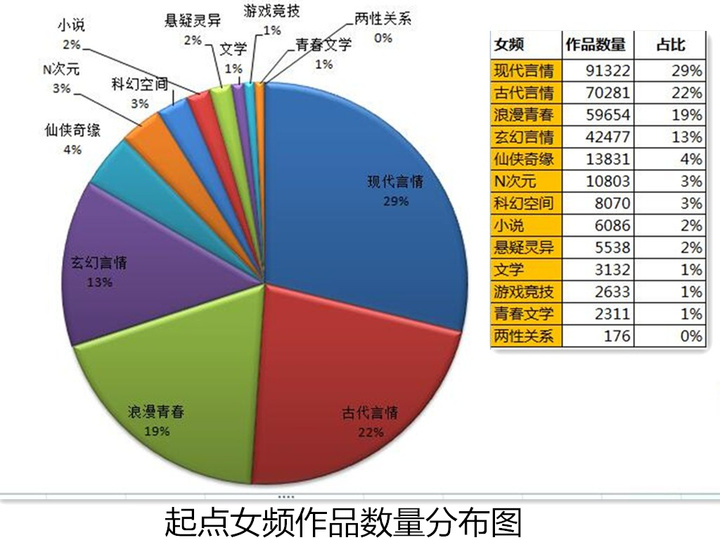 游戏竞技
1%
两性关系
0%
悬疑灵异
2%
小说
2%
文学
1%
青春文学
1%
N次元
3%
科幻空间
3%
仙侠奇缘
4%
现代言情
29%
玄幻言情
13%
浪漫青春
19%
古代言情
22%
女频 作品数量 占比
现代言情 91322 29%
古代言情 70281 22%
浪漫青春 59654 19%
玄幻言情 42477 13%
仙侠奇缘 13831 4%
N次元 10803 3%
科幻空间 8070 3%
小说 6086 2%
悬疑灵异 5538 2%
文学 3132 1%
游戏竞技 2633 1%
青春文学 2311 1%
两性关系 176 0%
起点女频作品数量分布图